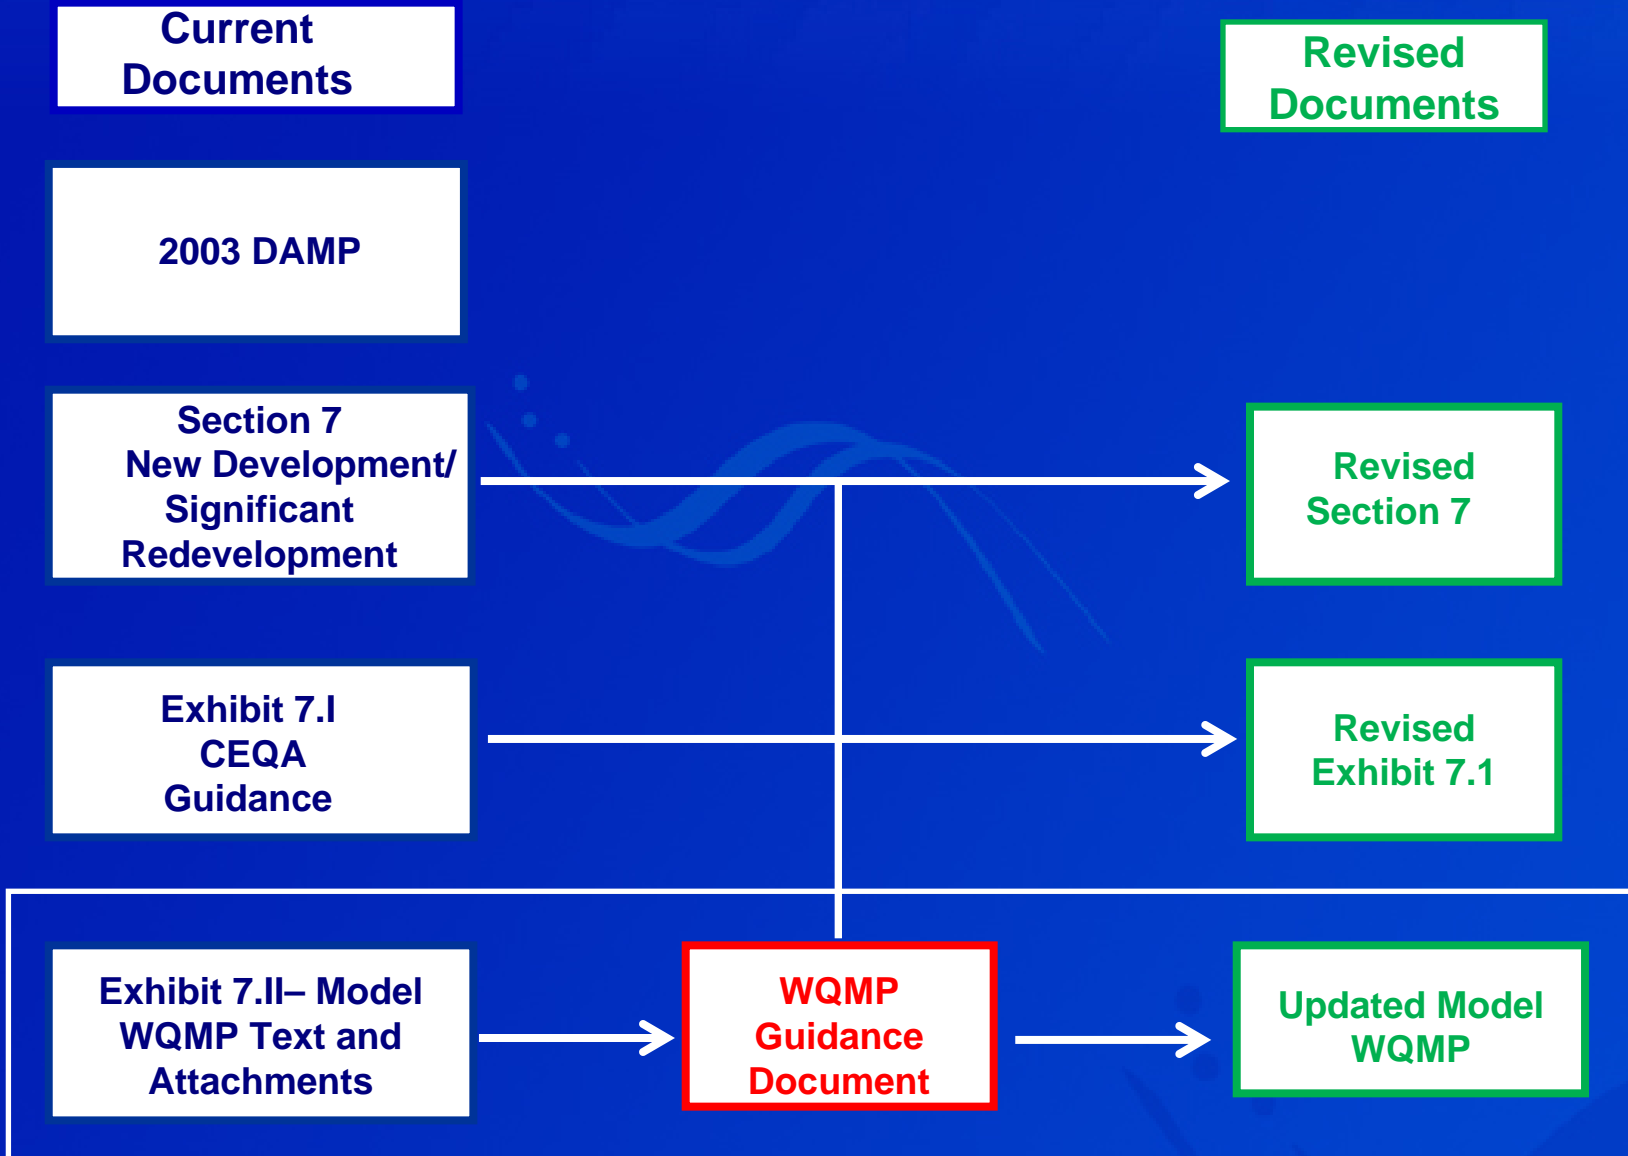 Current
Documents
Revised
Documents
2003 DAMP
Section 7
New Development/
Significant
Redevelopment
Revised
Section 7
Exhibit 7.I
CEQA
Guidance
Revised
Exhibit 7.1
Exhibit 7.II– Model
WQMP Text and
Attachments
WQMP
Guidance
Document
Updated Model
WQMP